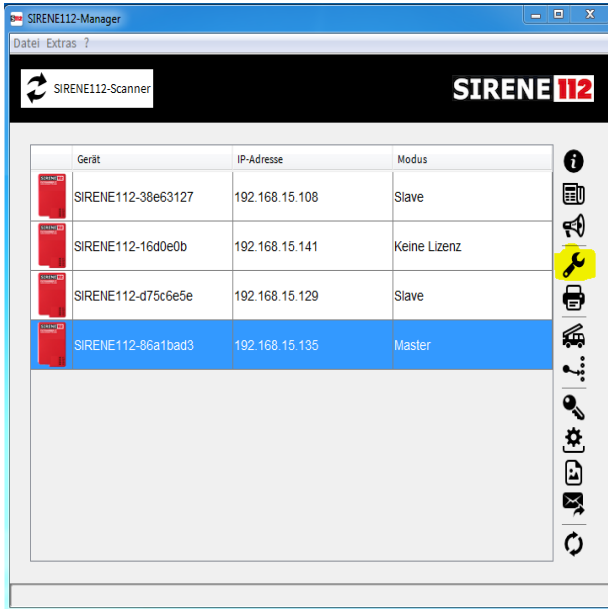 SIRENE112-Manager
Datei Extras ?
SIRENE112-Scanner
SIRENE112
Gerät IP-Adresse Modus
SIRENE112-38e63127 192.168.15.108 Slave
SIRENE112-16d0e0b 192.168.15.141 Keine Lizenz
SIRENE112-d75c6e5e 192.168.15.129 Slave
SIRENE112-86a1bad3 192.168.15.135 Master